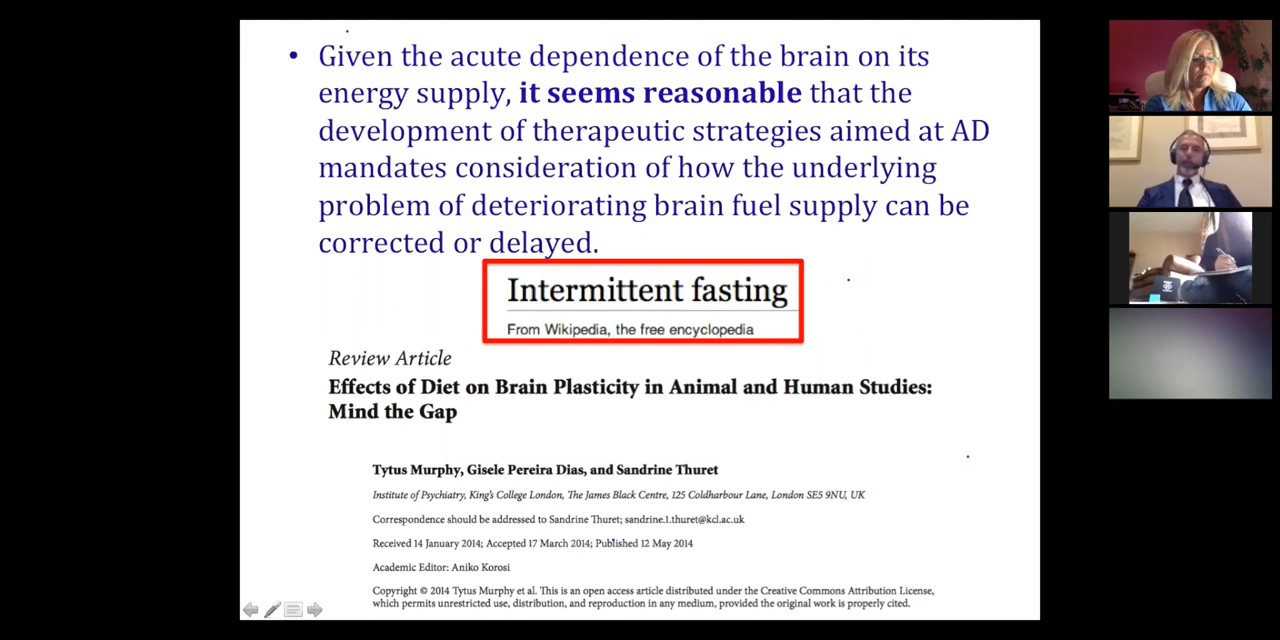 • Given the acute dependence of the brain on its
energy supply, it seems reasonable that the
development of therapeutic strategies aimed at AD
mandates consideration of how the underlying
problem of deteriorating brain fuel supply can be
corrected or delayed.
Intermittent fasting
From Wikipedia, the free encyclopedia
Review Article
Effects of Diet on Brain Plasticity in Animal and Human Studies:
Mind the Gap
Tytus Murphy, Gisele Pereira Dias, and Sandrine Thuret
Institute of Psychiatry, King's College London, The James Black Centre, 125 Coldharbour Lane, London SE5 9NU, UK
Correspondence should be addressed to Sandrine Thuret; sandrine.1.thuret@kcl.ac.uk
Received 14 January 2014; Accepted 17 March 2014; Published 12 May 2014
Academic Editor: Aniko Korosi
Copyright © 2014 Tytus Murphy et al. This is an open access article distributed under the Creative Commons Attribution License,
which permits unrestricted use, distribution, and reproduction in any medium, provided the original work is properly cited.